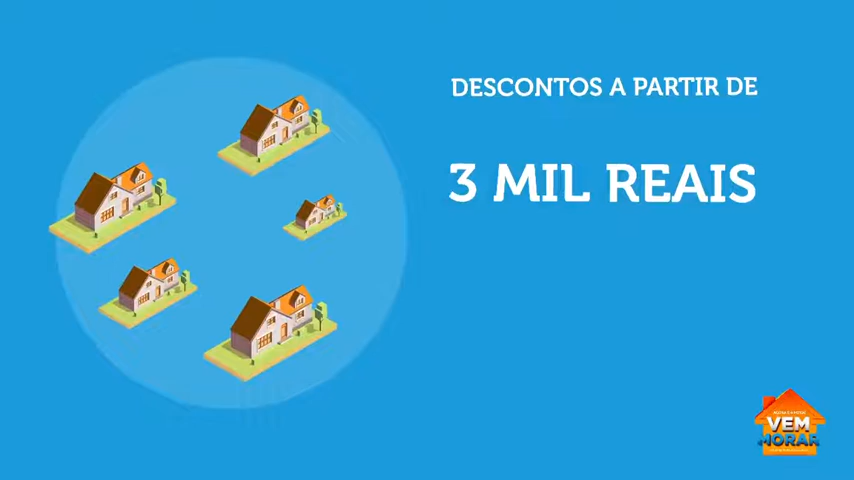 DESCONTOS A PARTIR DE
3 MIL REAIS
VEM
MORAR